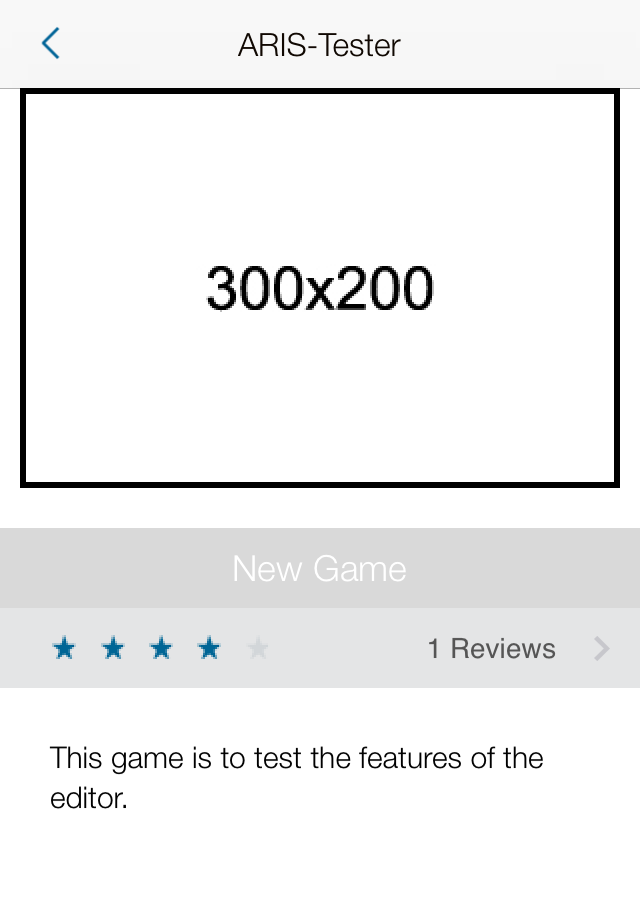 ARIS-Tester
300x200
New Game
1 Reviews
This game is to test the features of the
editor.